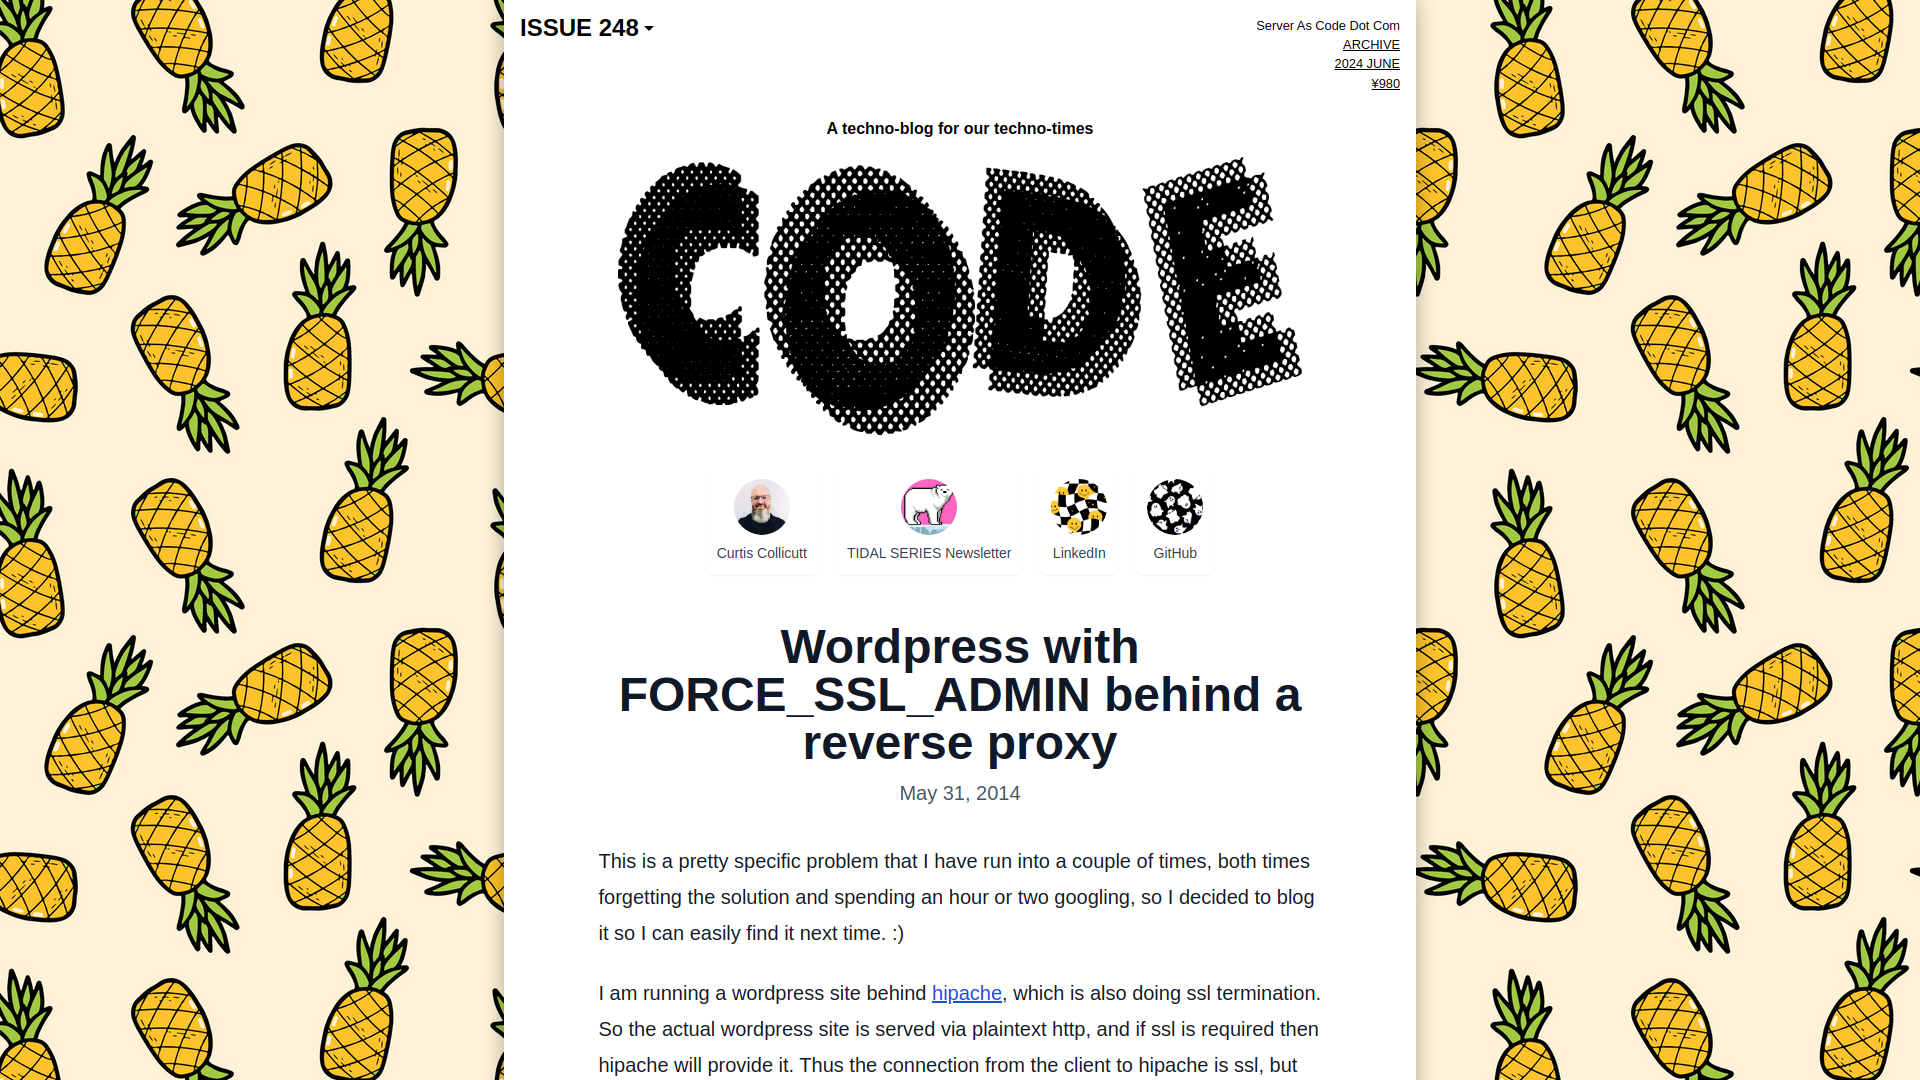 ISSUE 248
Server As Code Dot Com
ARCHIVE
2024 JUNE
¥980
A techno-blog for our techno-times
CODE
Curtis Collicutt
TIDAL SERIES Newsletter
LinkedIn
GitHub
Wordpress with
FORCE_SSL_ADMIN behind a
reverse proxy
May 31, 2014
This is a pretty specific problem that I have run into a couple of times, both times
forgetting the solution and spending an hour or two googling, so I decided to blog
it so I can easily find it next time. :)
I am running a wordpress site behind hipache, which is also doing ssl termination.
So the actual wordpress site is served via plaintext http, and if ssl is required then
hipache will provide it. Thus the connection from the client to hipache is ssl, but